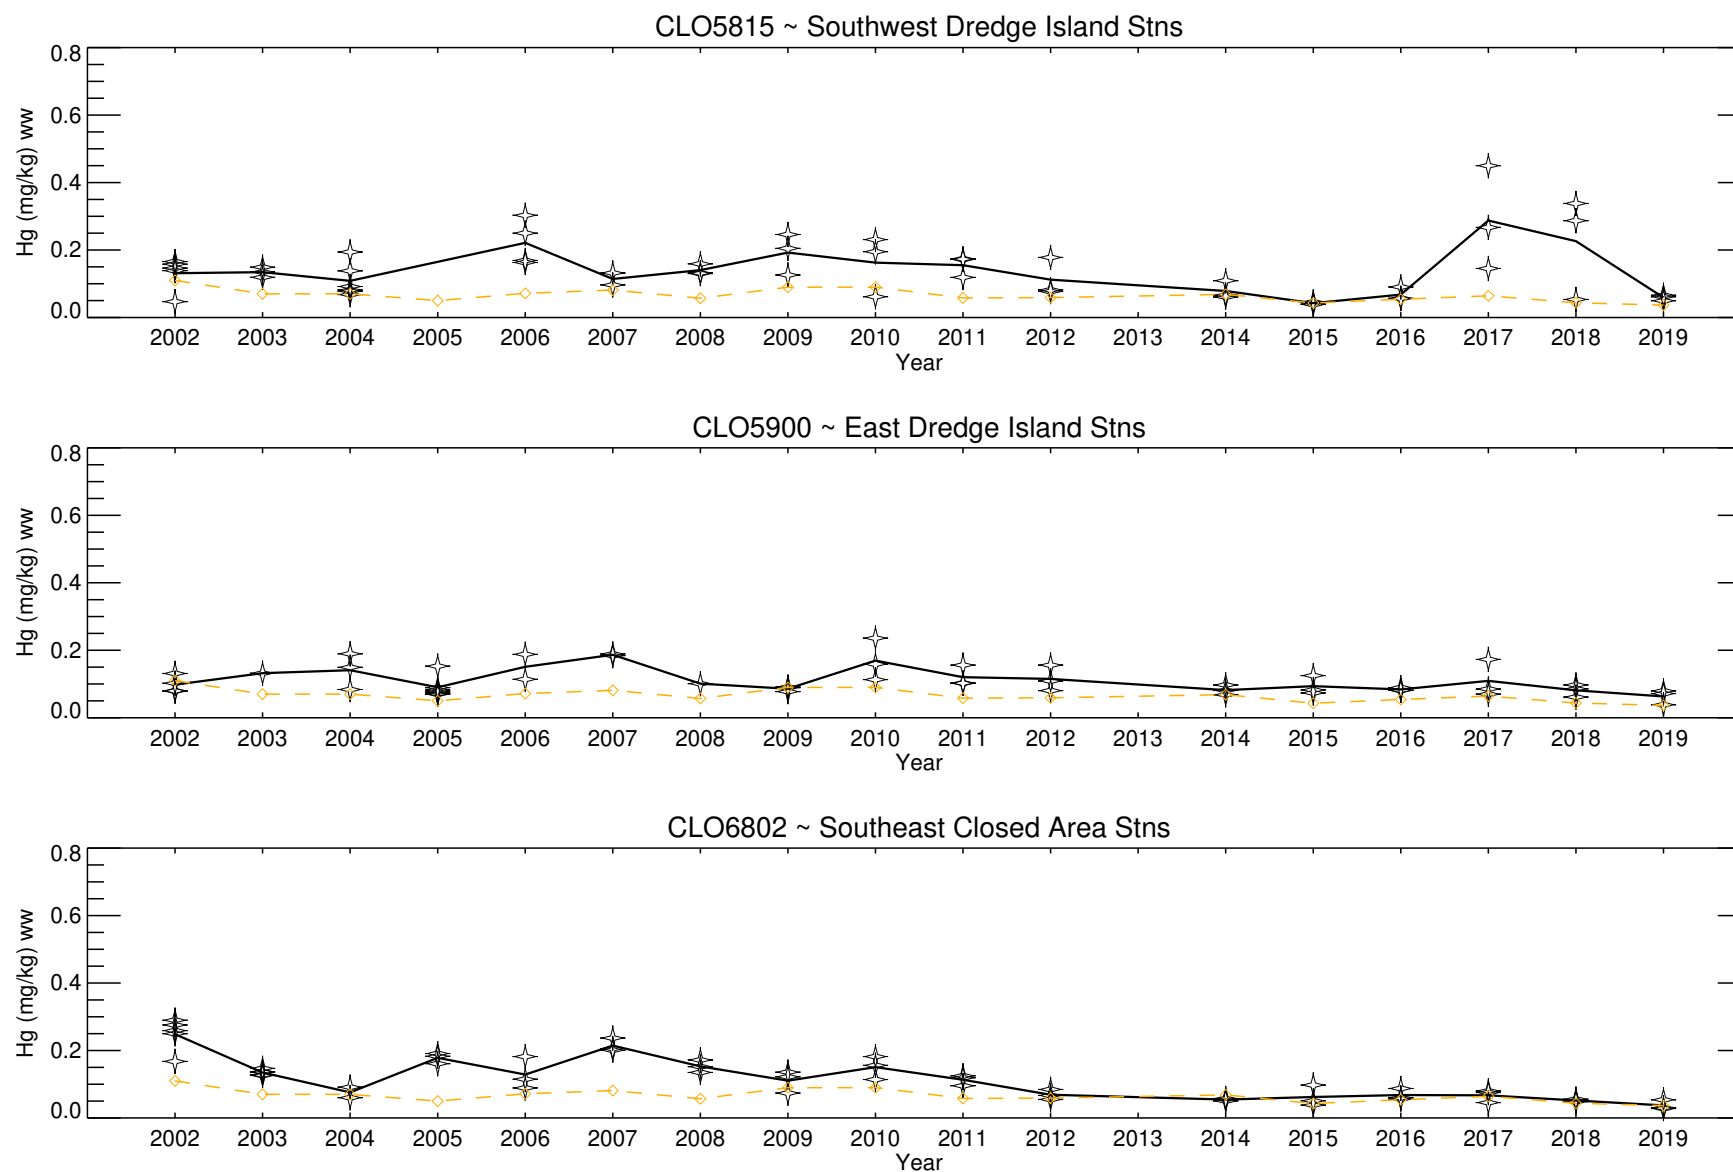 CLO5815 ~ Southwest Dredge Island Stns
0.8
0.6
0.4
0.2
0.0
Hg (mg/kg) ww
2002 2003 2004 2005 2006 2007 2008 2009 2010 2011 2012 2013 2014 2015 2016 2017 2018 2019
Year
CLO5900 ~ East Dredge Island Stns
0.8
0.6
0.4
0.2
0.0
Hg (mg/kg) ww
2002 2003 2004 2005 2006 2007 2008 2009 2010 2011 2012 2013 2014 2015 2016 2017 2018 2019
Year
CLO6802 ~ Southeast Closed Area Stns
0.8
0.6
0.4
0.2
0.0
Hg (mg/kg) ww
2002 2003 2004 2005 2006 2007 2008 2009 2010 2011 2012 2013 2014 2015 2016 2017 2018 2019
Year